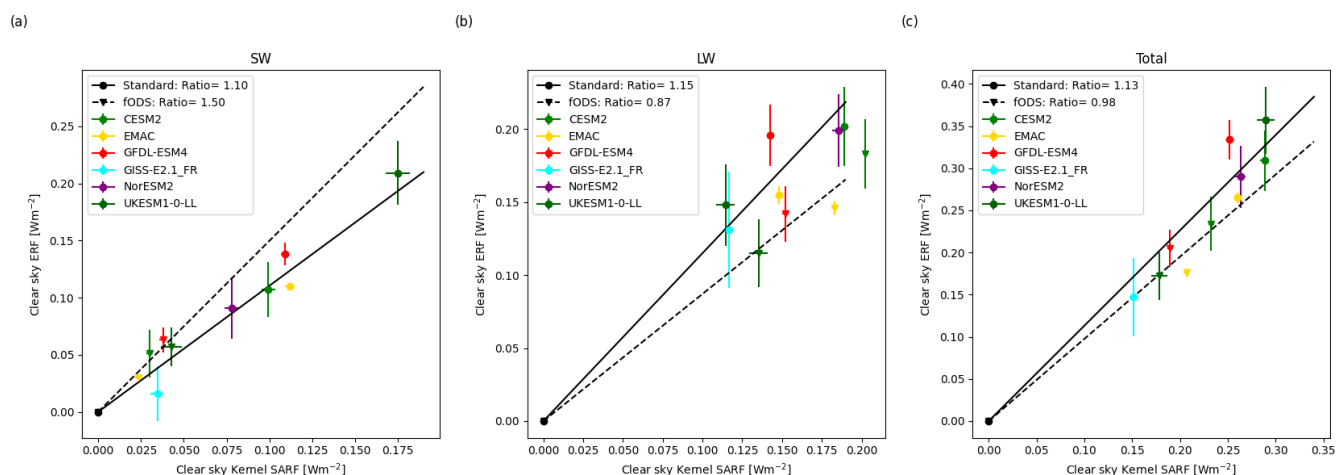 (a)
SW
Standard: Ratio= 1.10
fODS: Ratio= 1.50
CESM2
EMAC
GFDL-ESM4
GISS-E2.1_FR
NorESM2
UKESM1-0-LL
Clear sky ERF [Wm⁻²]
0.25
0.20
0.15
0.10
0.05
0.00
0.000 0.025 0.050 0.075 0.100 0.125 0.150 0.175
Clear sky Kernel SARF [Wm⁻²]
(b)
LW
Standard: Ratio= 1.15
fODS: Ratio= 0.87
CESM2
EMAC
GFDL-ESM4
GISS-E2.1_FR
NorESM2
UKESM1-0-LL
Clear sky ERF [Wm⁻²]
0.20
0.15
0.10
0.05
0.00
0.000 0.025 0.050 0.075 0.100 0.125 0.150 0.175 0.200
Clear sky Kernel SARF [Wm⁻²]
(c)
Total
Standard: Ratio= 1.13
fODS: Ratio= 0.98
CESM2
EMAC
GFDL-ESM4
GISS-E2.1_FR
NorESM2
UKESM1-0-LL
Clear sky ERF [Wm⁻²]
0.40
0.35
0.30
0.25
0.20
0.15
0.10
0.05
0.00
0.00 0.05 0.10 0.15 0.20 0.25 0.30 0.35
Clear sky Kernel SARF [Wm⁻²]